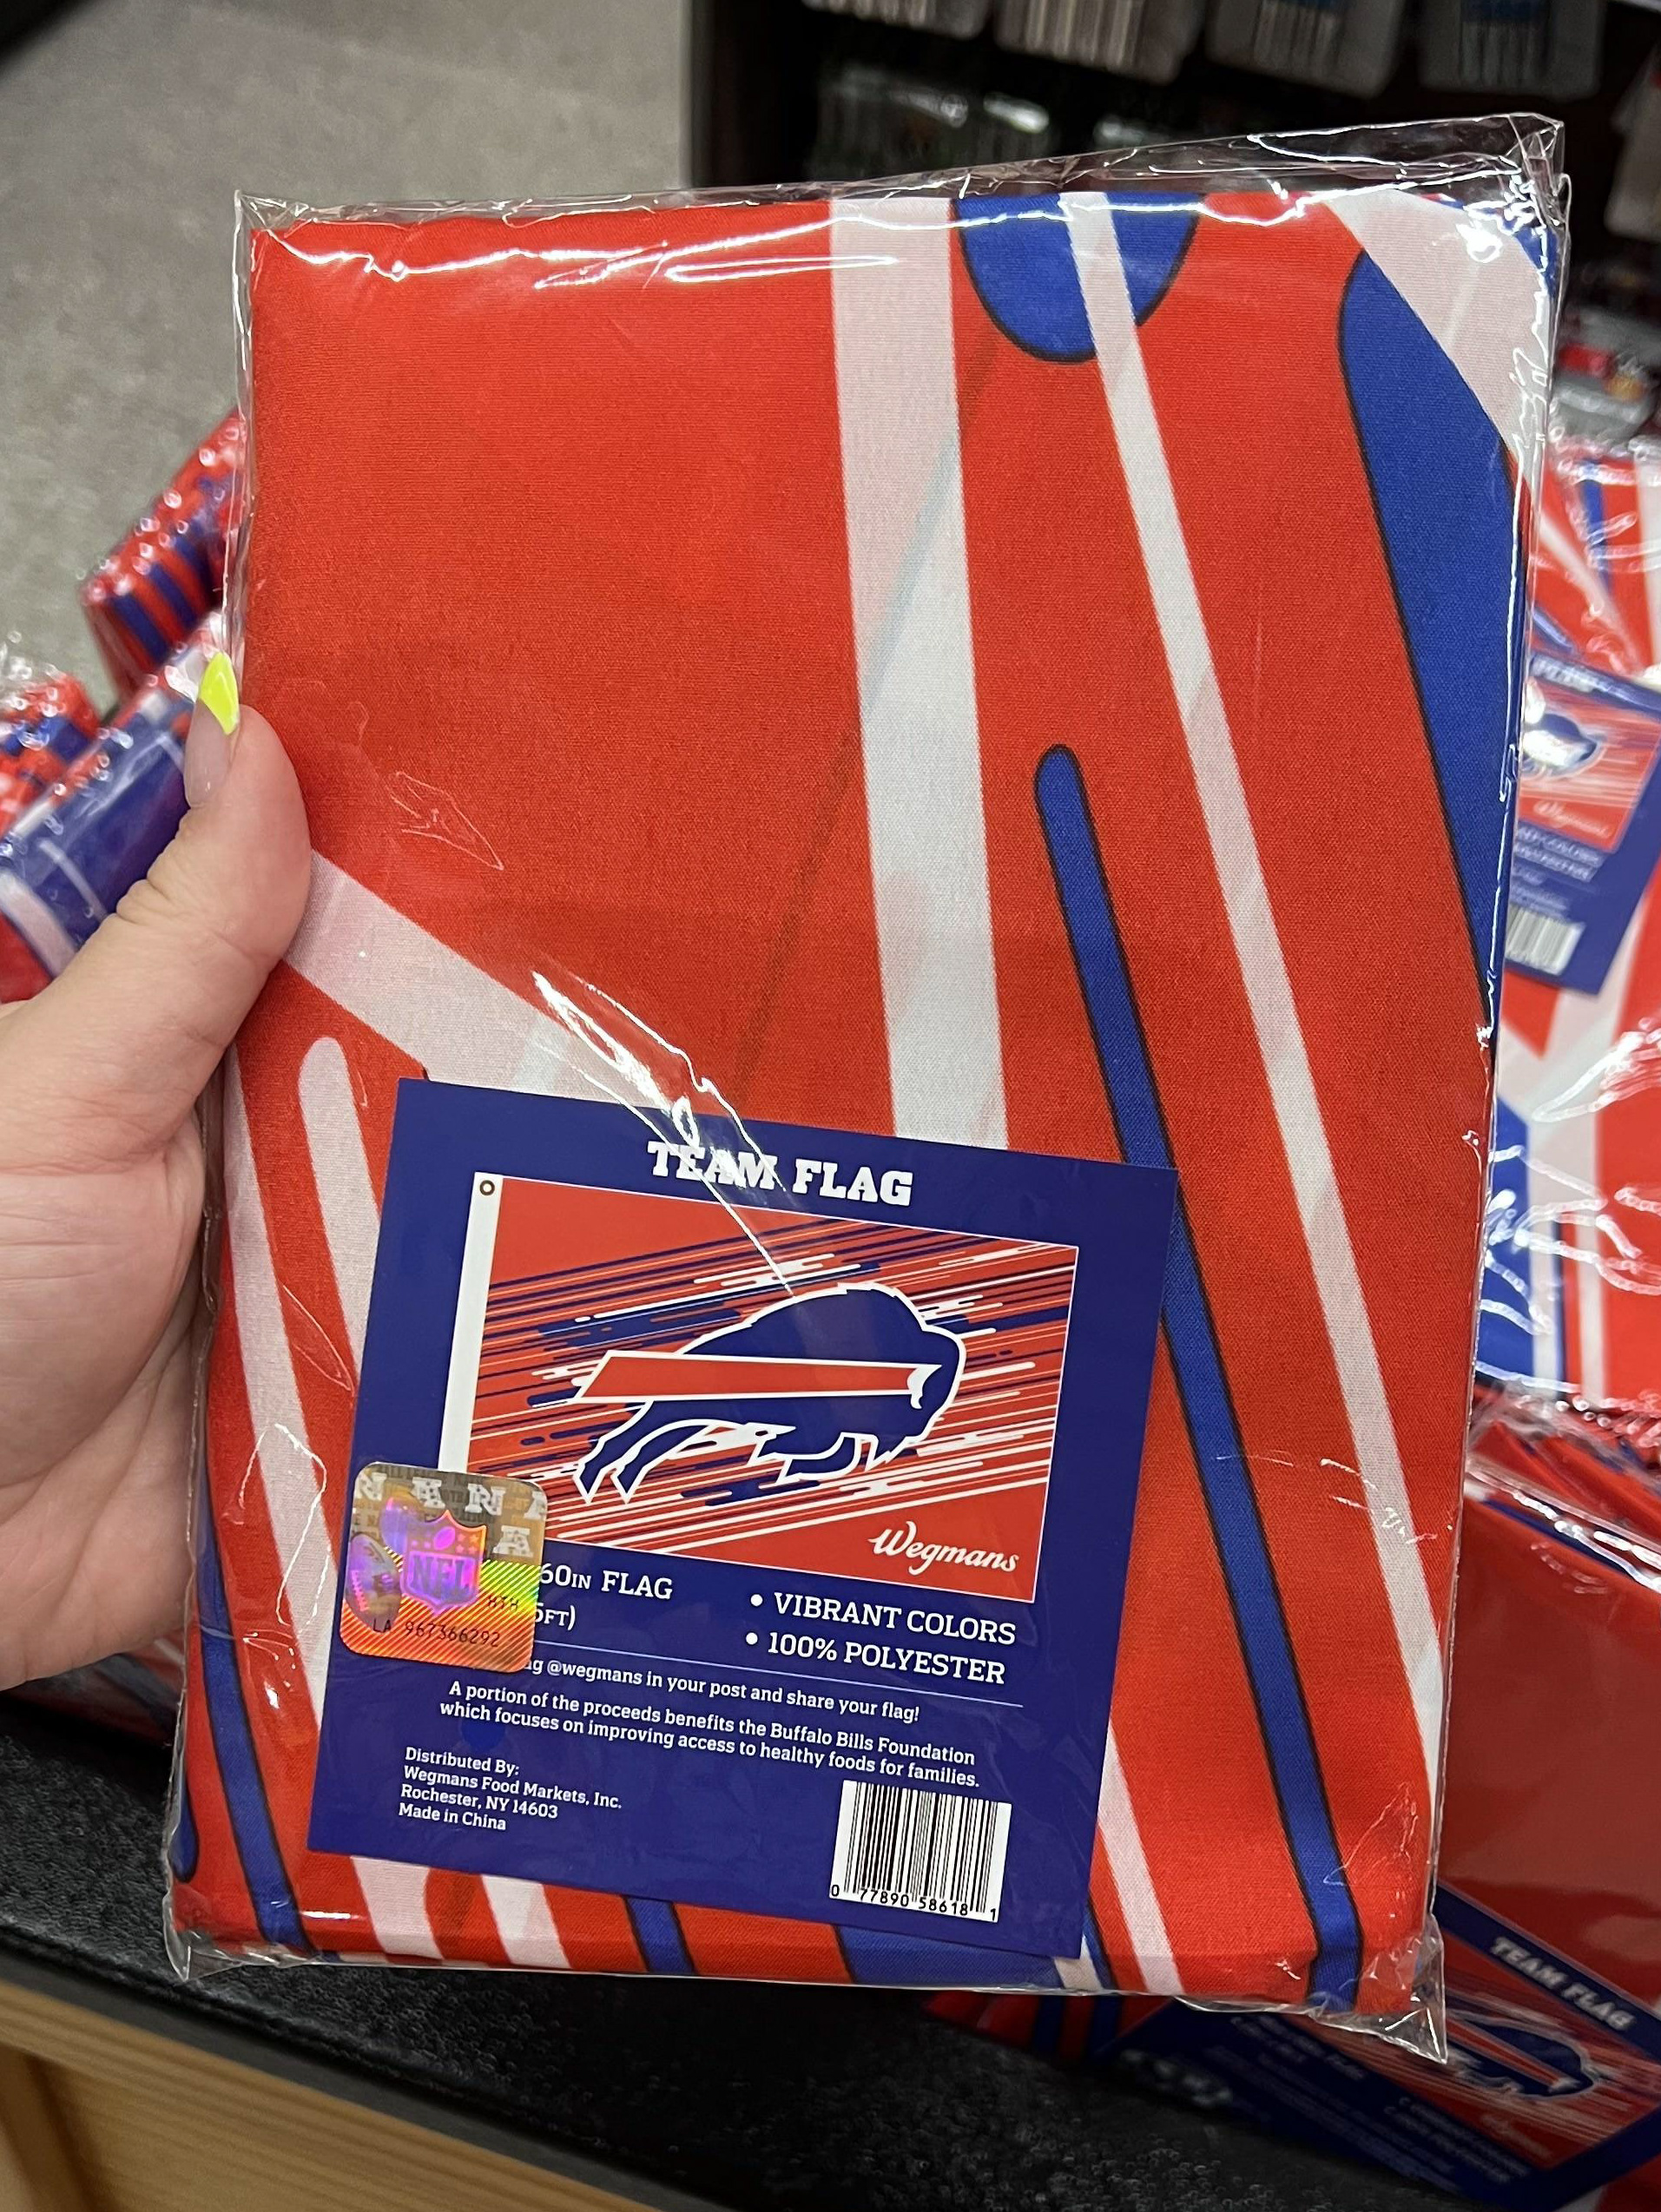 TEAM FLAG
Wegmans
60IN FLAG
5FT)
• VIBRANT COLORS
• 100% POLYESTER
NFL
LA 967366292
@wegmans in your post and share your flag!
A portion of the proceeds benefits the Buffalo Bills Foundation
which focuses on improving access to healthy foods for families.
Distributed By:
Wegmans Food Markets, Inc.
Rochester, NY 14603
Made in China
0 77890 58618 1
Wegmans
TEAM FLAG